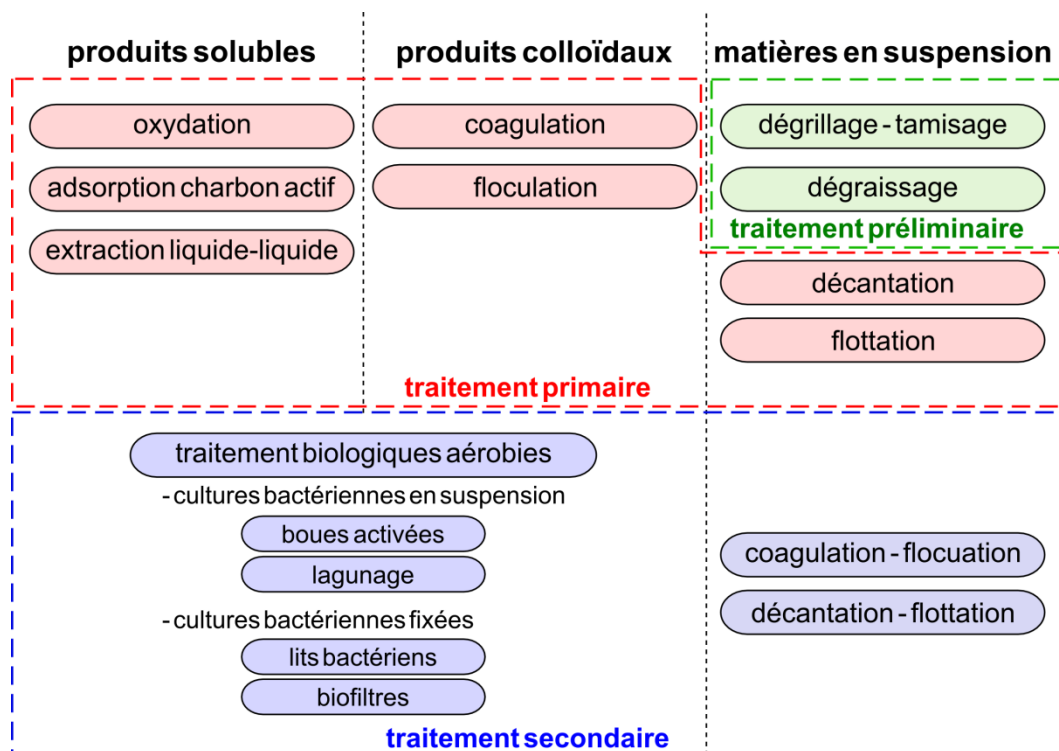 produits solubles
produits colloïdaux
matières en suspension
oxydation
coagulation
dégrillage - tamisage
adsorption charbon actif
floculation
dégraissage
traitement préliminaire
extraction liquide-liquide
décantation
flottation
traitement primaire
traitement biologiques aérobies
- cultures bactériennes en suspension
boues activées
coagulation - flocuation
lagunage
décantation - flottation
- cultures bactériennes fixées
lits bactériens
biofiltres
traitement secondaire